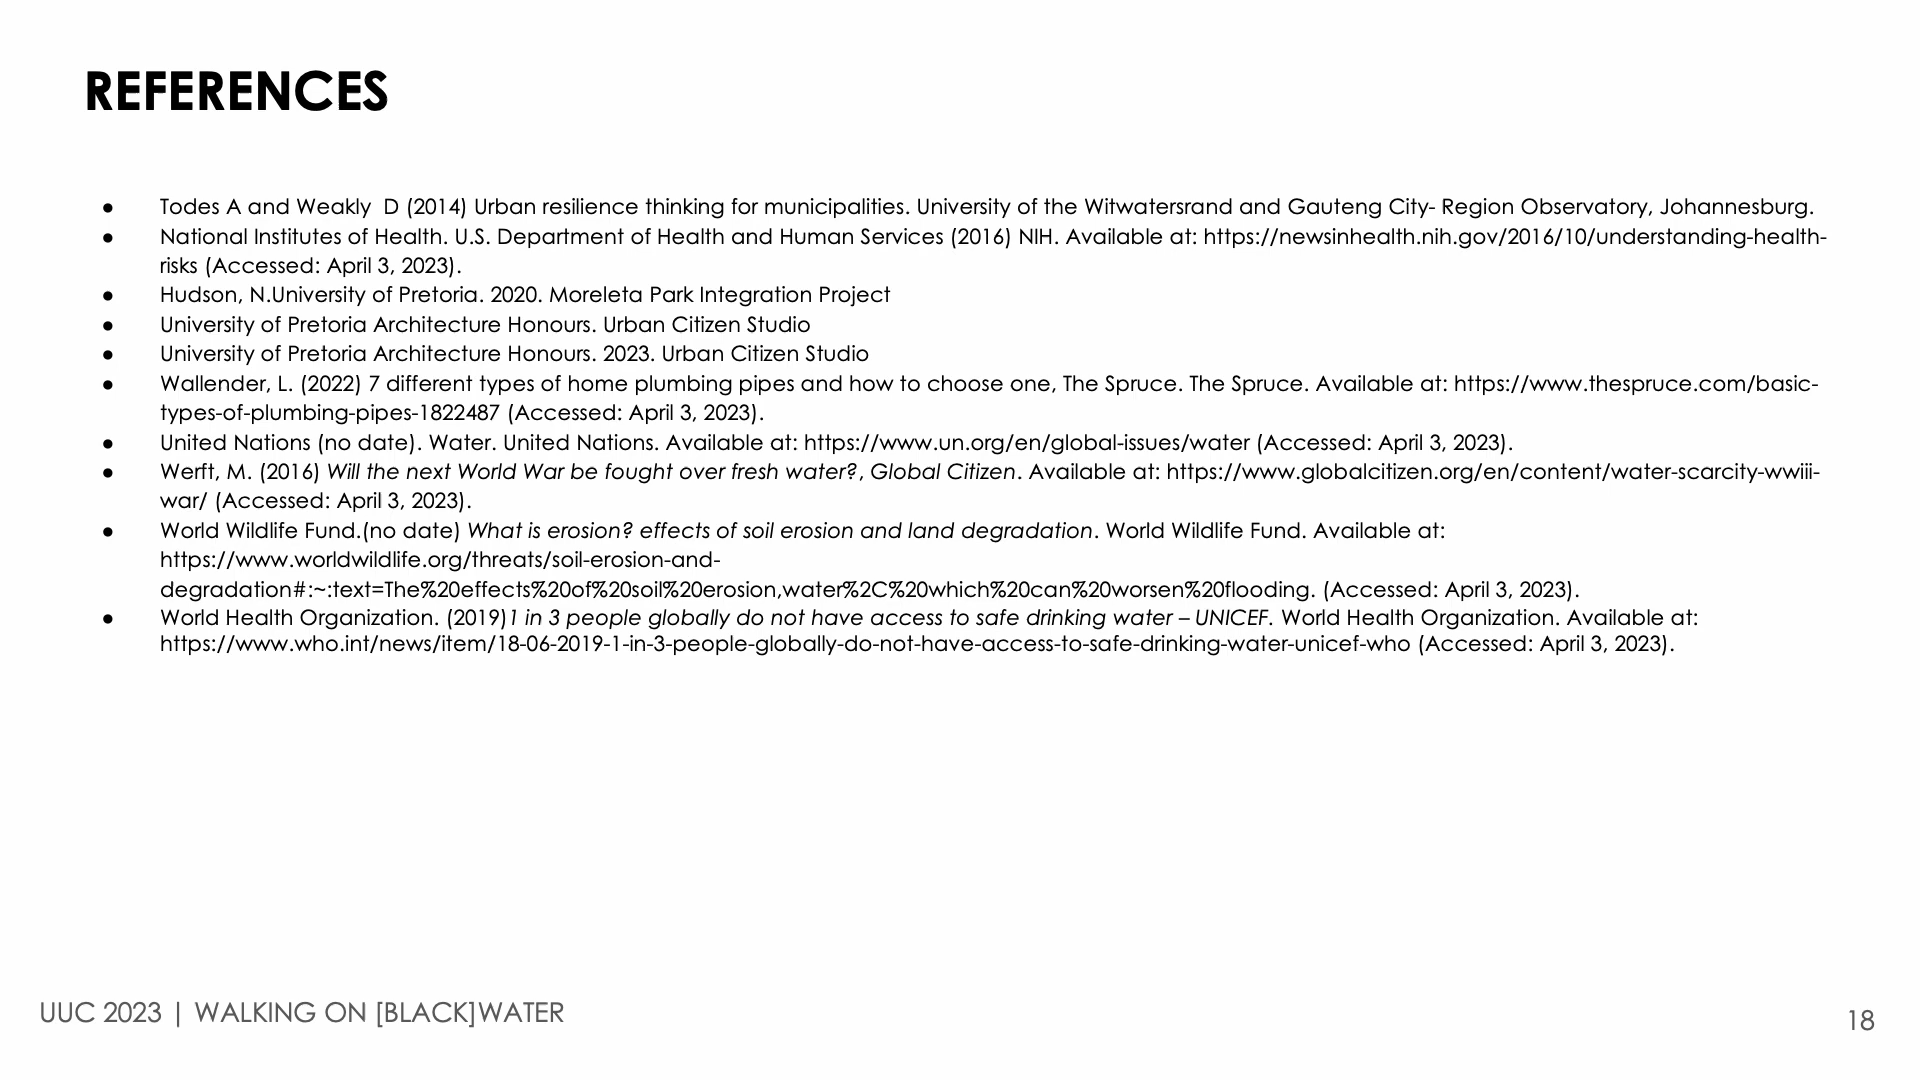 REFERENCES
● Todes A and Weakly  D (2014) Urban resilience thinking for municipalities. University of the Witwatersrand and Gauteng City- Region Observatory, Johannesburg.
● National Institutes of Health. U.S. Department of Health and Human Services (2016) NIH. Available at: https://newsinhealth.nih.gov/2016/10/understanding-health-
risks (Accessed: April 3, 2023).
● Hudson, N.University of Pretoria. 2020. Moreleta Park Integration Project
● University of Pretoria Architecture Honours. Urban Citizen Studio
● University of Pretoria Architecture Honours. 2023. Urban Citizen Studio
● Wallender, L. (2022) 7 different types of home plumbing pipes and how to choose one, The Spruce. The Spruce. Available at: https://www.thespruce.com/basic-
types-of-plumbing-pipes-1822487 (Accessed: April 3, 2023).
● United Nations (no date). Water. United Nations. Available at: https://www.un.org/en/global-issues/water (Accessed: April 3, 2023).
● Werft, M. (2016) Will the next World War be fought over fresh water?, Global Citizen. Available at: https://www.globalcitizen.org/en/content/water-scarcity-wwiii-
war/ (Accessed: April 3, 2023).
● World Wildlife Fund.(no date) What is erosion? effects of soil erosion and land degradation. World Wildlife Fund. Available at:
https://www.worldwildlife.org/threats/soil-erosion-and-
degradation#:~:text=The%20effects%20of%20soil%20erosion,water%2C%20which%20can%20worsen%20flooding. (Accessed: April 3, 2023).
● World Health Organization. (2019)1 in 3 people globally do not have access to safe drinking water – UNICEF. World Health Organization. Available at:
https://www.who.int/news/item/18-06-2019-1-in-3-people-globally-do-not-have-access-to-safe-drinking-water-unicef-who (Accessed: April 3, 2023).
UUC 2023 | WALKING ON [BLACK]WATER
18